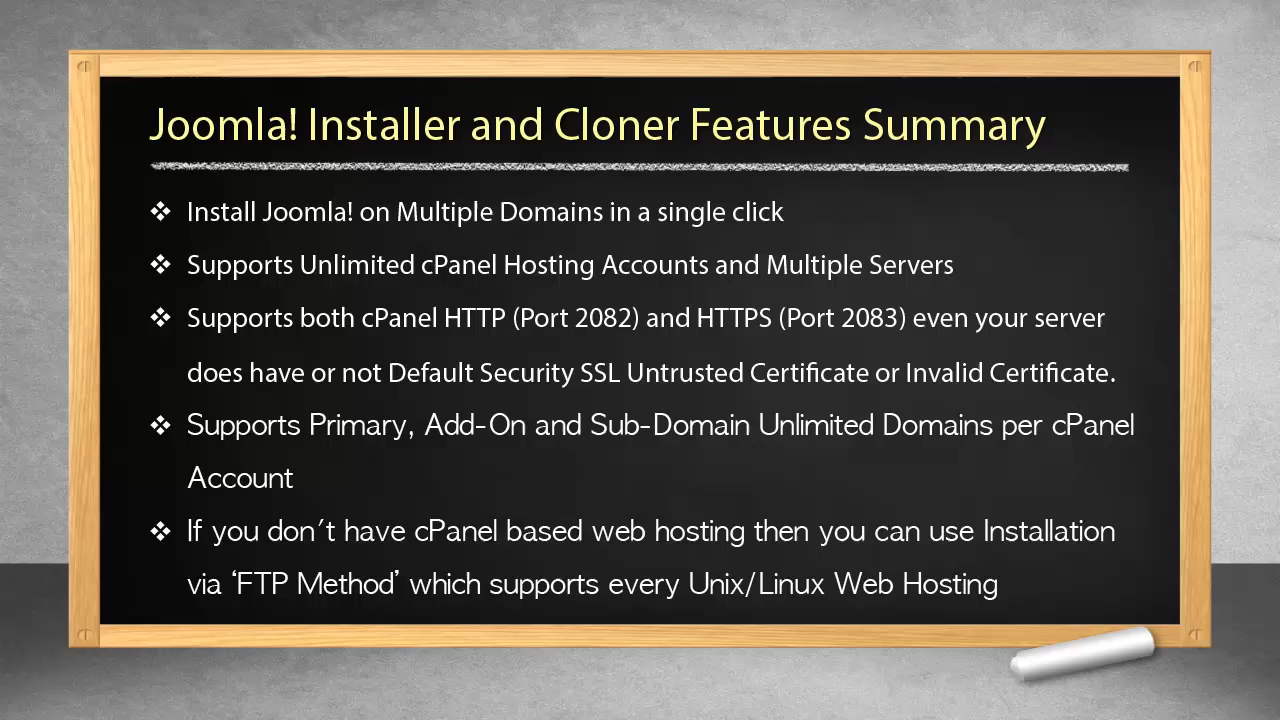 Joomla! Installer and Cloner Features Summary
❖ Install Joomla! on Multiple Domains in a single click
❖ Supports Unlimited cPanel Hosting Accounts and Multiple Servers
❖ Supports both cPanel HTTP (Port 2082) and HTTPS (Port 2083) even your server
does have or not Default Security SSL Untrusted Certificate or Invalid Certificate.
❖ Supports Primary, Add-On and Sub-Domain Unlimited Domains per cPanel
Account
❖ If you don’t have cPanel based web hosting then you can use Installation
via ‘FTP Method’ which supports every Unix/Linux Web Hosting